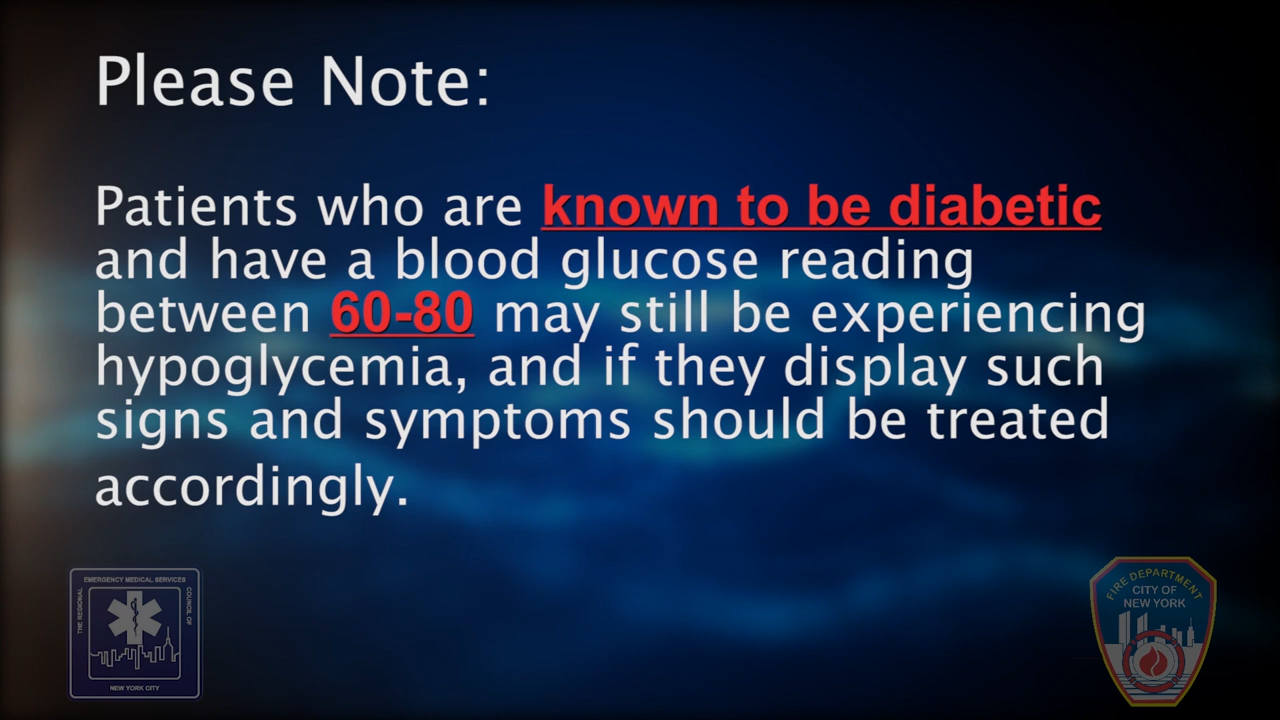 Please Note:
Patients who are known to be diabetic
and have a blood glucose reading
between 60-80 may still be experiencing
hypoglycemia, and if they display such
signs and symptoms should be treated
accordingly.
EMERGENCY MEDICAL SERVICES
THE REGIONAL
COUNCIL OF
NEW YORK CITY
FIRE DEPARTMENT
CITY OF
NEW YORK